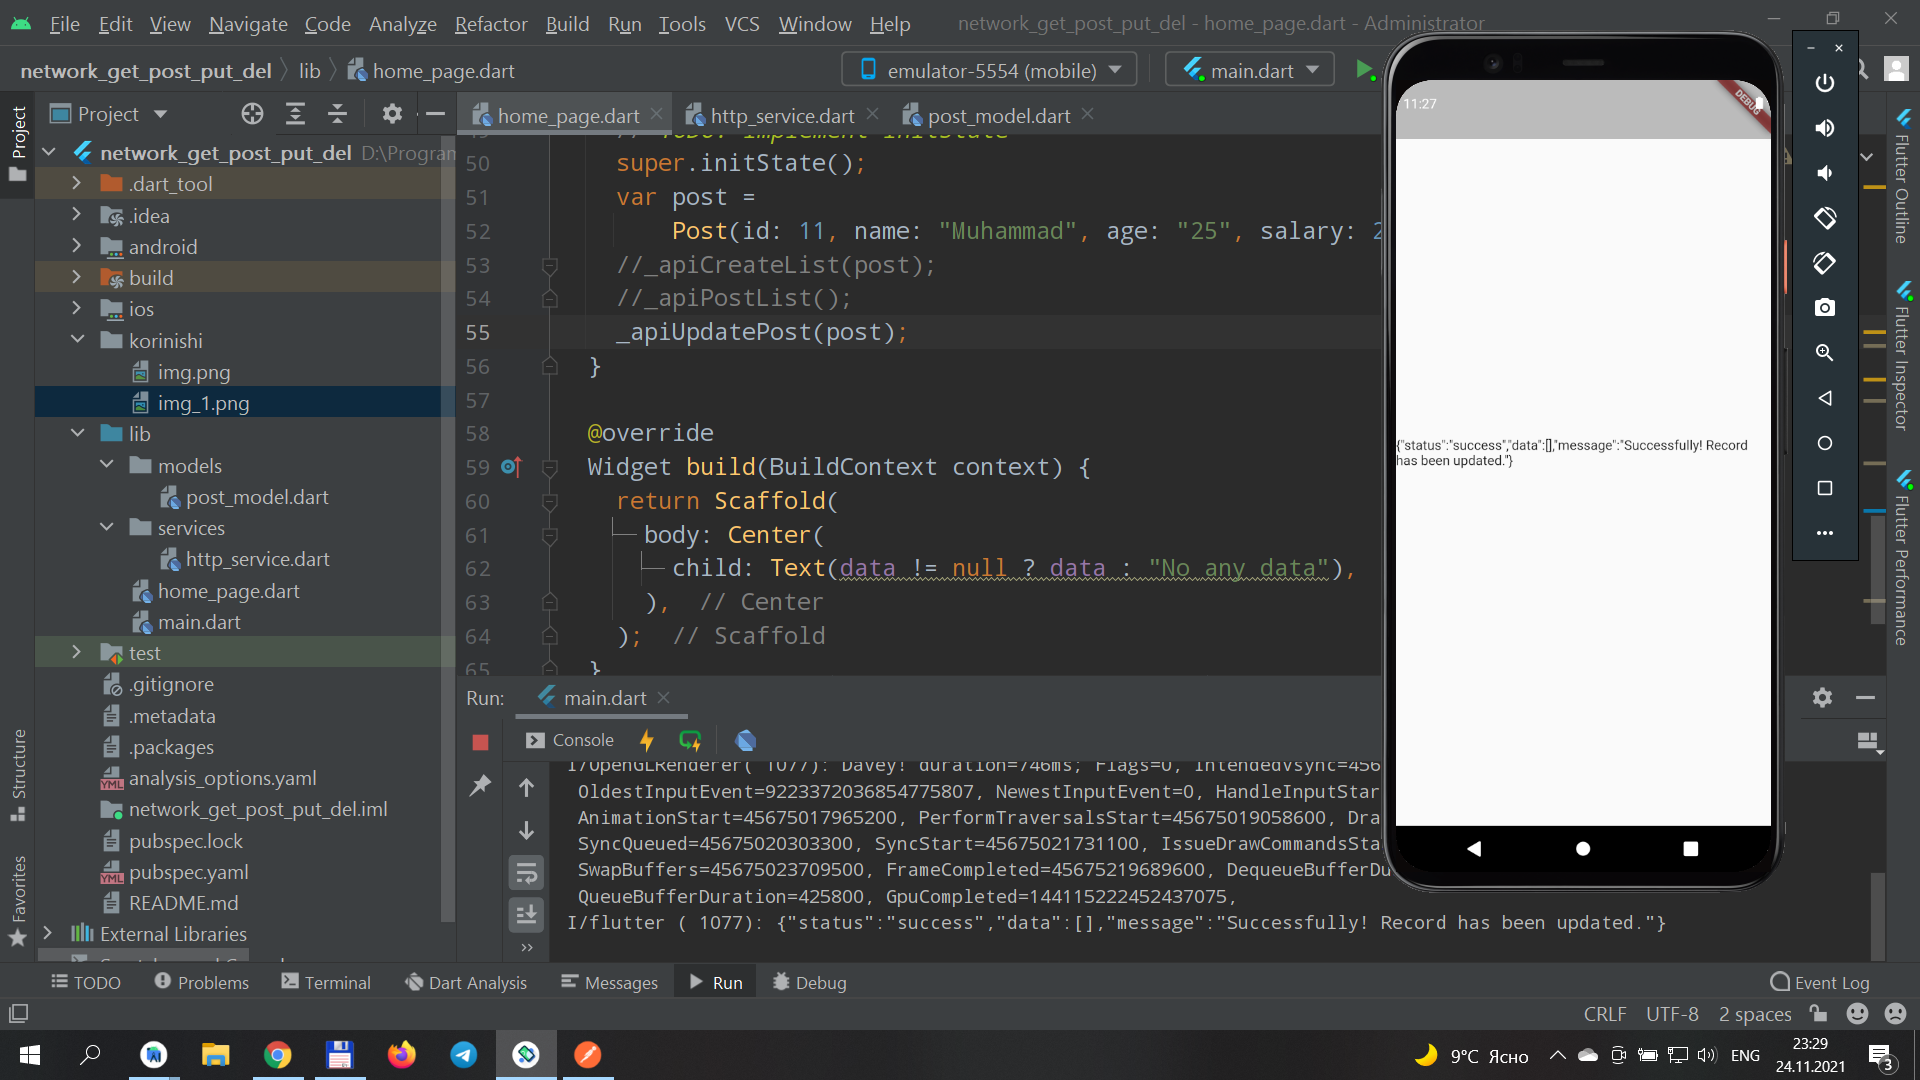 File Edit View Navigate Code Analyze Refactor Build Run Tools VCS Window Help network_get_post_put_del - home_page.dart - Administrator
network_get_post_put_del lib home_page.dart emulator-5554 (mobile) main.dart
Project
Project
home_page.dart http_service.dart post_model.dart
network_get_post_put_del D:\Program
.dart_tool
.idea
android
build
ios
korinishi
img.png
img_1.png
lib
models
post_model.dart
services
http_service.dart
home_page.dart
main.dart
test
.gitignore
.metadata
.packages
analysis_options.yaml
network_get_post_put_del.iml
pubspec.lock
pubspec.yaml
README.md
External Libraries
Structure
Favorites
// TODO: implement initState
50 super.initState();
51 var post =
52 Post(id: 11, name: "Muhammad", age: "25", salary: 2
53 //_apiCreateList(post);
54 //_apiPostList();
55 _apiUpdatePost(post);
56 }
57
58 @override
59 Widget build(BuildContext context) {
60 return Scaffold(
61 body: Center(
62 child: Text(data != null ? data : "No any data"),
63 ), // Center
64 ); // Scaffold
65 }
Run: main.dart
Console
I/OpenGLRenderer( 1077): Davey! duration=746ms; Flags=0, IntendedVsync=456
OldestInputEvent=9223372036854775807, NewestInputEvent=0, HandleInputStar
AnimationStart=45675017965200, PerformTraversalsStart=45675019058600, Dra
SyncQueued=45675020303300, SyncStart=45675021731100, IssueDrawCommandsSta
SwapBuffers=45675023709500, FrameCompleted=45675219689600, DequeueBufferDu
QueueBufferDuration=425800, GpuCompleted=144115222452437075,
I/flutter ( 1077): {"status":"success","data":[],"message":"Successfully! Record has been updated."}
11:27
DEBUG
{"status":"success","data":[],"message":"Successfully! Record
has been updated."}
Flutter Outline
Flutter Inspector
Flutter Performance
TODO Problems Terminal Dart Analysis Messages Run Debug Event Log
CRLF UTF-8 2 spaces
9°C Ясно ENG 23:29
24.11.2021
3